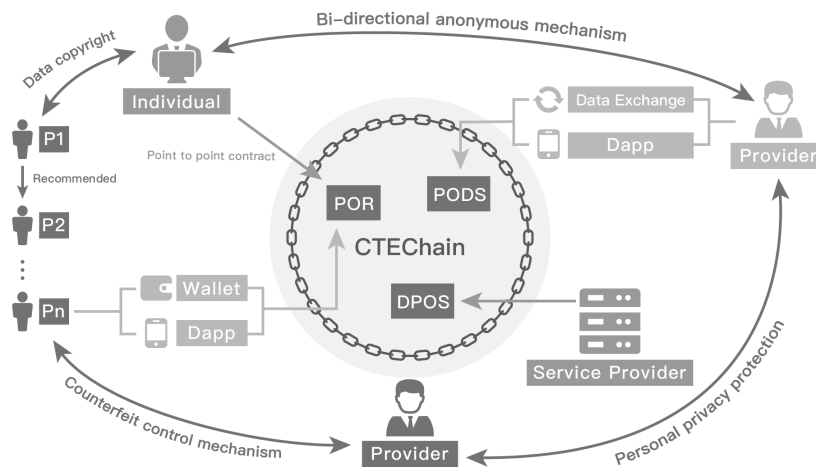 Bi-directional anonymous mechanism
Data copyright
Individual
Data Exchange
Dapp
Provider
P1
Point to point contract
Recommended
POR
PODS
P2
CTEChain
Wallet
DPOS
Pn
Dapp
Service Provider
Counterfeit control mechanism
Provider
Personal privacy protection